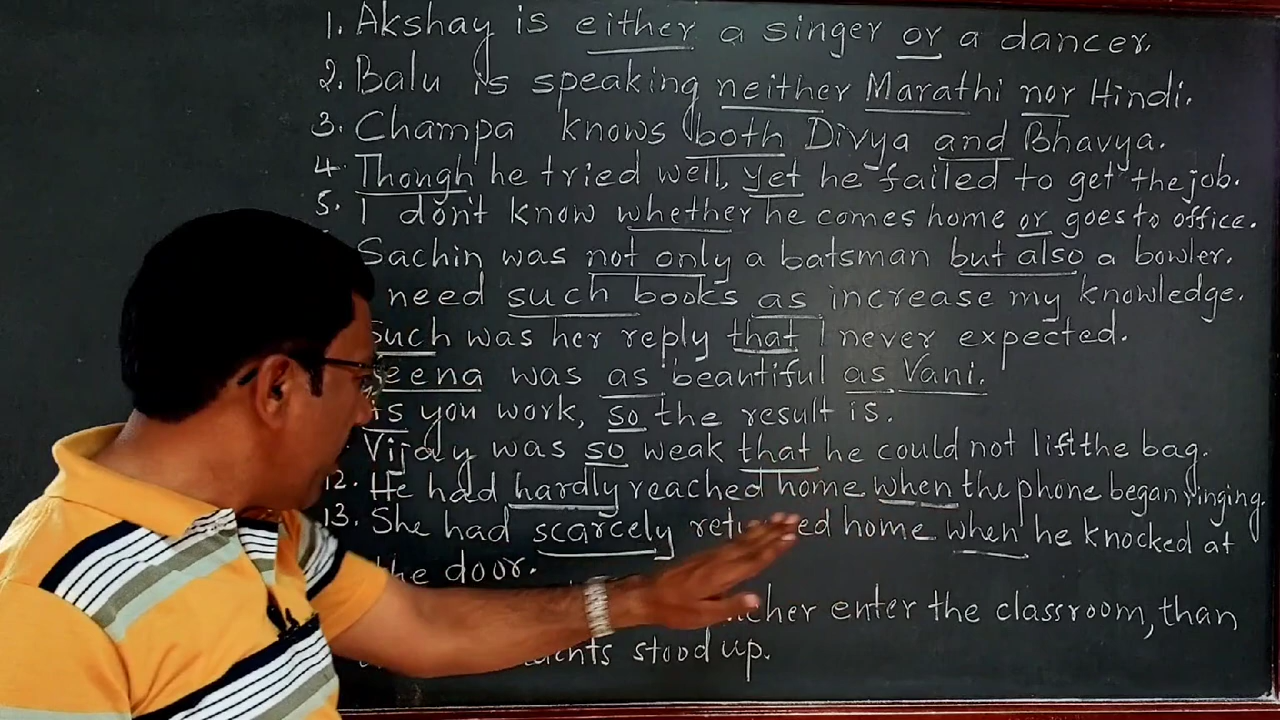 1. Akshay is either a singer or a dancer.
2. Balu is speaking neither Marathi nor Hindi.
3. Champa knows both Divya and Bhavya.
4. Though he tried well, yet he failed to get the job.
5. I don't know whether he comes home or goes to office.
Sachin was not only a batsman but also a bowler.
need such books as increase my knowledge.
such was her reply that I never expected.
eena was as beautiful as Vani.
As you work, so the result is.
Vijay was so weak that he could not lift the bag.
12. He had hardly reached home when the phone began ringing.
13. She had scarcely returned home when he knocked at
the door.
enter the classroom, than
stood up.